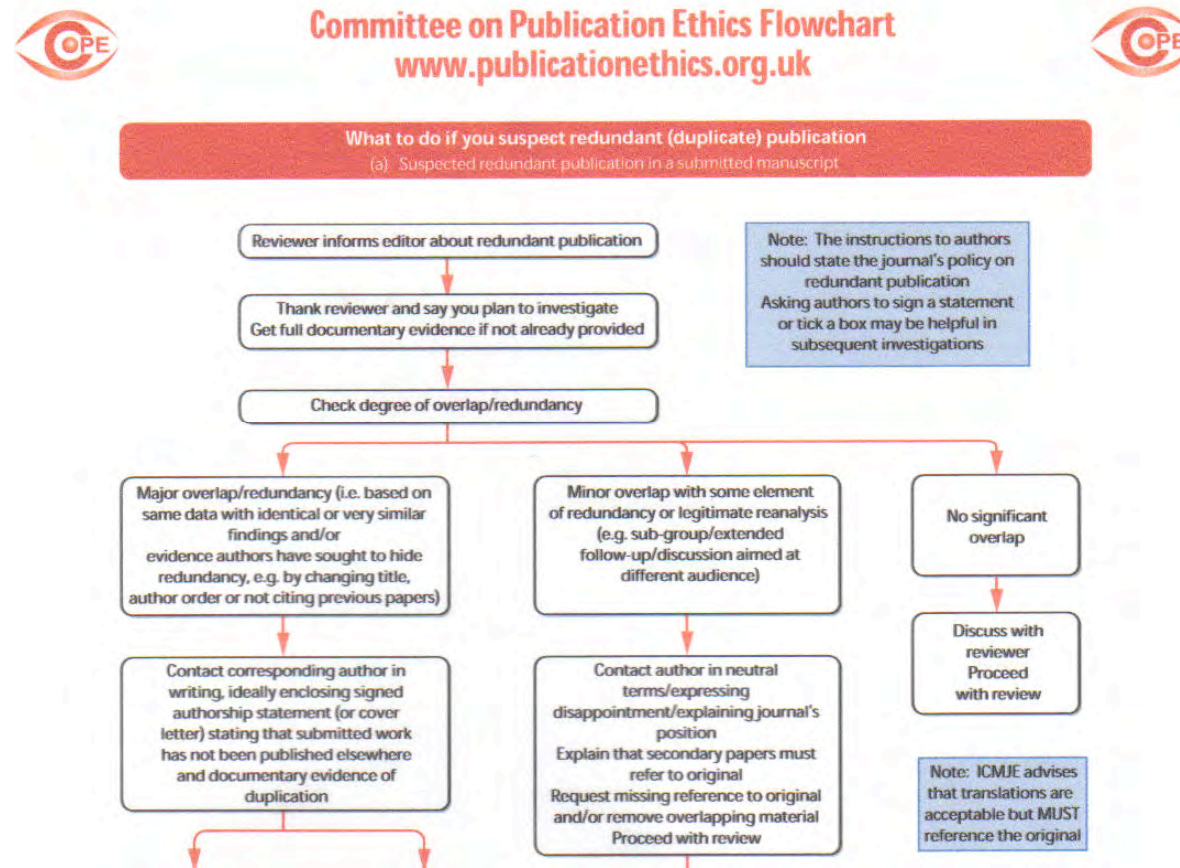 COPE
Committee on Publication Ethics Flowchart
www.publicationethics.org.uk
COPE
What to do if you suspect redundant (duplicate) publication
(a) Suspected redundant publication in a submitted manuscript
Reviewer informs editor about redundant publication
Thank reviewer and say you plan to investigate
Get full documentary evidence if not already provided
Note: The instructions to authors
should state the journal's policy on
redundant publication
Asking authors to sign a statement
or tick a box may be helpful in
subsequent investigations
Check degree of overlap/redundancy
Major overlap/redundancy (i.e. based on
same data with identical or very similar
findings and/or
evidence authors have sought to hide
redundancy, e.g. by changing title,
author order or not citing previous papers)
Minor overlap with some element
of redundancy or legitimate reanalysis
(e.g. sub-group/extended
follow-up/discussion aimed at
different audience)
No significant
overlap
Contact corresponding author in
writing, ideally enclosing signed
authorship statement (or cover
letter) stating that submitted work
has not been published elsewhere
and documentary evidence of
duplication
Contact author in neutral
terms/expressing
disappointment/explaining journal's
position
Explain that secondary papers must
refer to original
Request missing reference to original
and/or remove overlapping material
Proceed with review
Discuss with
reviewer
Proceed
with review
Note: ICMJE advises
that translations are
acceptable but MUST
reference the original